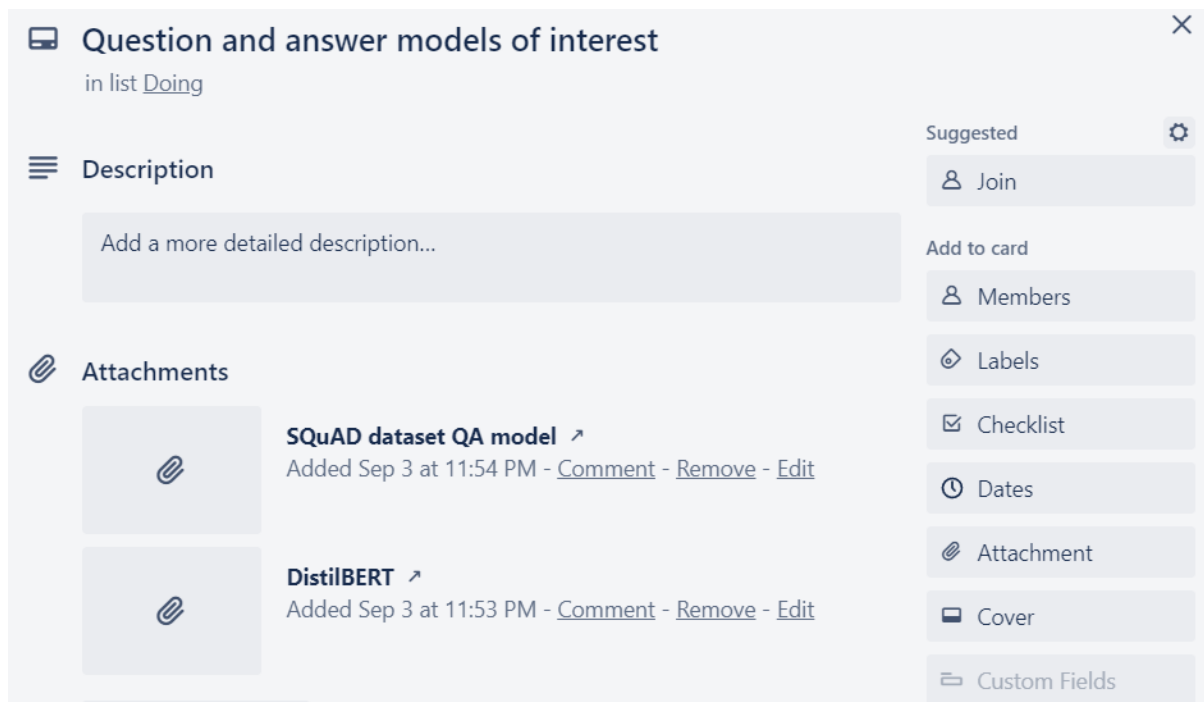 Question and answer models of interest
in list Doing
Description
Add a more detailed description...
Attachments
SQuAD dataset QA model ↗
Added Sep 3 at 11:54 PM - Comment - Remove - Edit
DistilBERT ↗
Added Sep 3 at 11:53 PM - Comment - Remove - Edit
Suggested
Join
Add to card
Members
Labels
Checklist
Dates
Attachment
Cover
Custom Fields